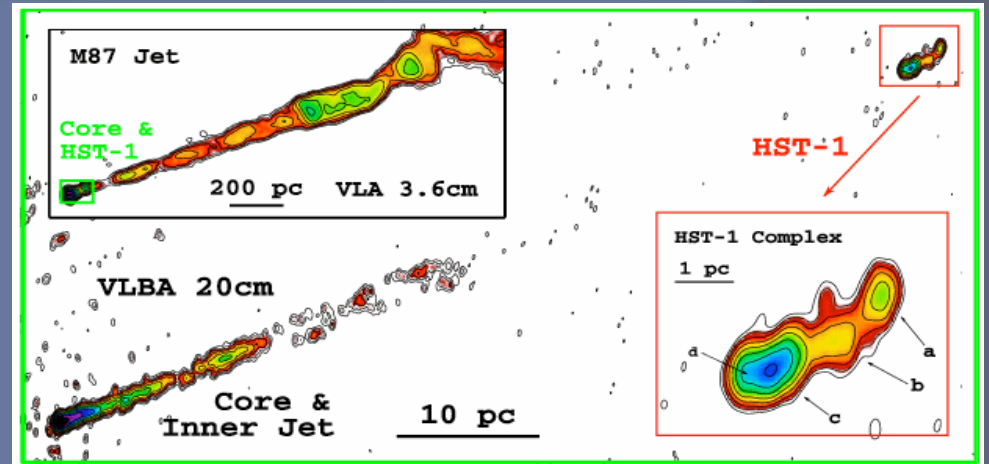 M87 Jet
Core &
HST-1
200 pc
VLA 3.6cm
HST-1
HST-1 Complex
1 pc
a
b
c
d
VLBA 20cm
Core &
Inner Jet
10 pc